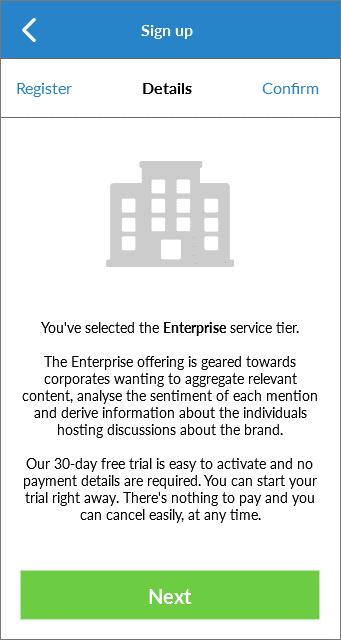 Sign up
Register Details Confirm
You've selected the Enterprise service tier.
The Enterprise offering is geared towards
corporates wanting to aggregate relevant
content, analyse the sentiment of each mention
and derive information about the individuals
hosting discussions about the brand.
Our 30-day free trial is easy to activate and no
payment details are required. You can start your
trial right away. There's nothing to pay and you
can cancel easily, at any time.
Next